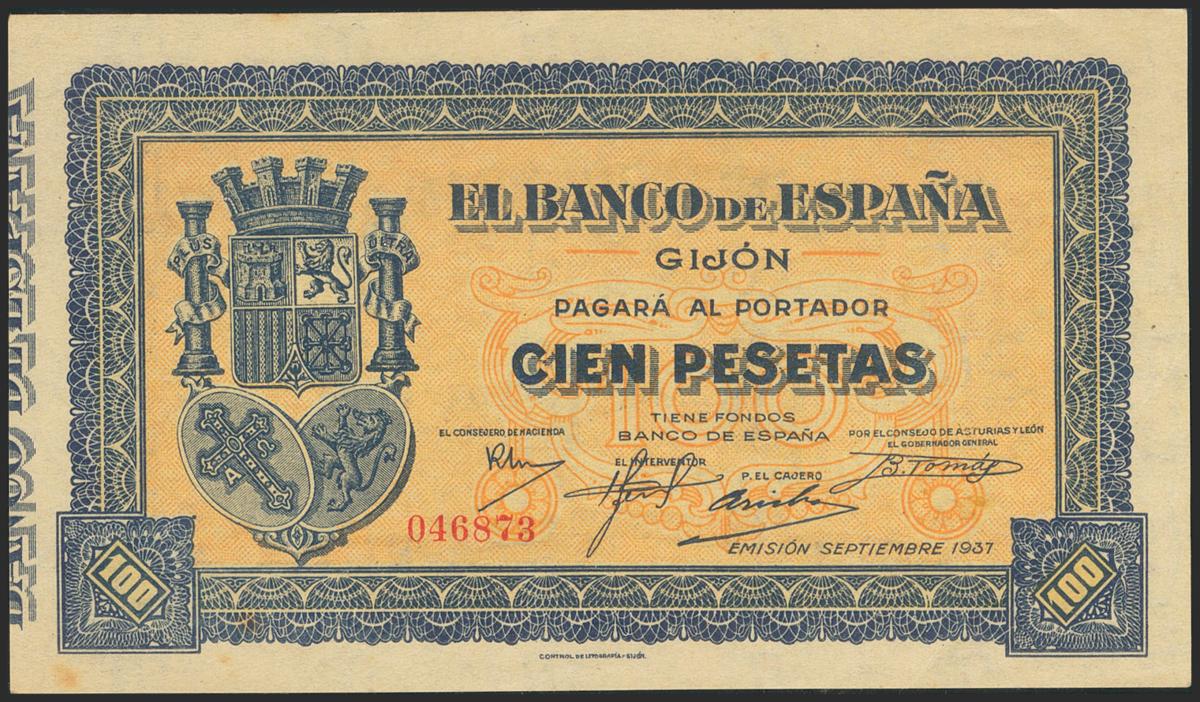 EL BANCO DE ESPAÑA
GIJÓN
PAGARÁ AL PORTADOR
CIEN PESETAS
100
TIENE FONDOS
BANCO DE ESPAÑA
EL CONSEJERO DE HACIENDA
EL INTERVENTOR
P. EL CAJERO
POR EL CONSEJO DE ASTURIAS Y LEÓN
EL GOBERNADOR GENERAL
B. Tomás
046873
EMISIÓN SEPTIEMBRE 1937
PLUS
ULTRA
100
100
CONTROL DE LITOGRAFÍA - GIJÓN.